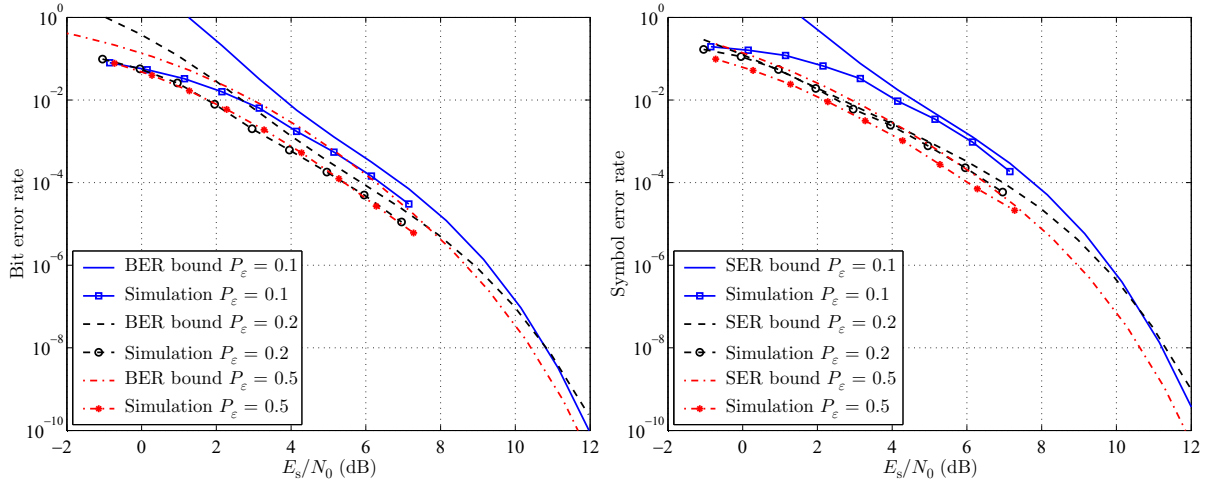 10^0
10^−2
10^−4
10^−6
10^−8
10^−10
−2
0
2
4
6
8
10
12
Bit error rate
E_s/N_0 (dB)
BER bound P_ε = 0.1
Simulation P_ε = 0.1
BER bound P_ε = 0.2
Simulation P_ε = 0.2
BER bound P_ε = 0.5
Simulation P_ε = 0.5
10^0
10^−2
10^−4
10^−6
10^−8
10^−10
−2
0
2
4
6
8
10
12
Symbol error rate
E_s/N_0 (dB)
SER bound P_ε = 0.1
Simulation P_ε = 0.1
SER bound P_ε = 0.2
Simulation P_ε = 0.2
SER bound P_ε = 0.5
Simulation P_ε = 0.5